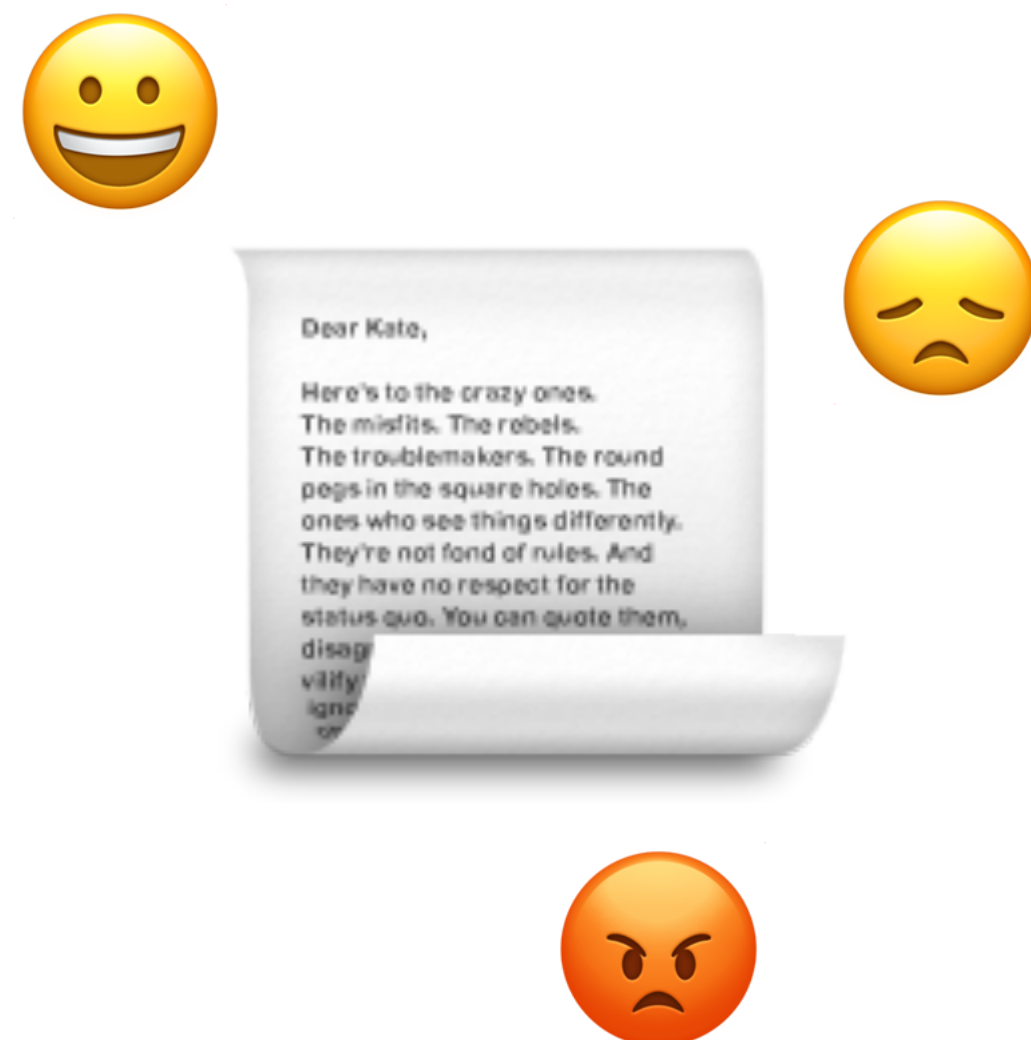 Dear Kate,
Here's to the crazy ones.
The misfits. The rebels.
The troublemakers. The round
pegs in the square holes. The
ones who see things differently.
They're not fond of rules. And
they have no respect for the
status quo. You can quote them,
vilify